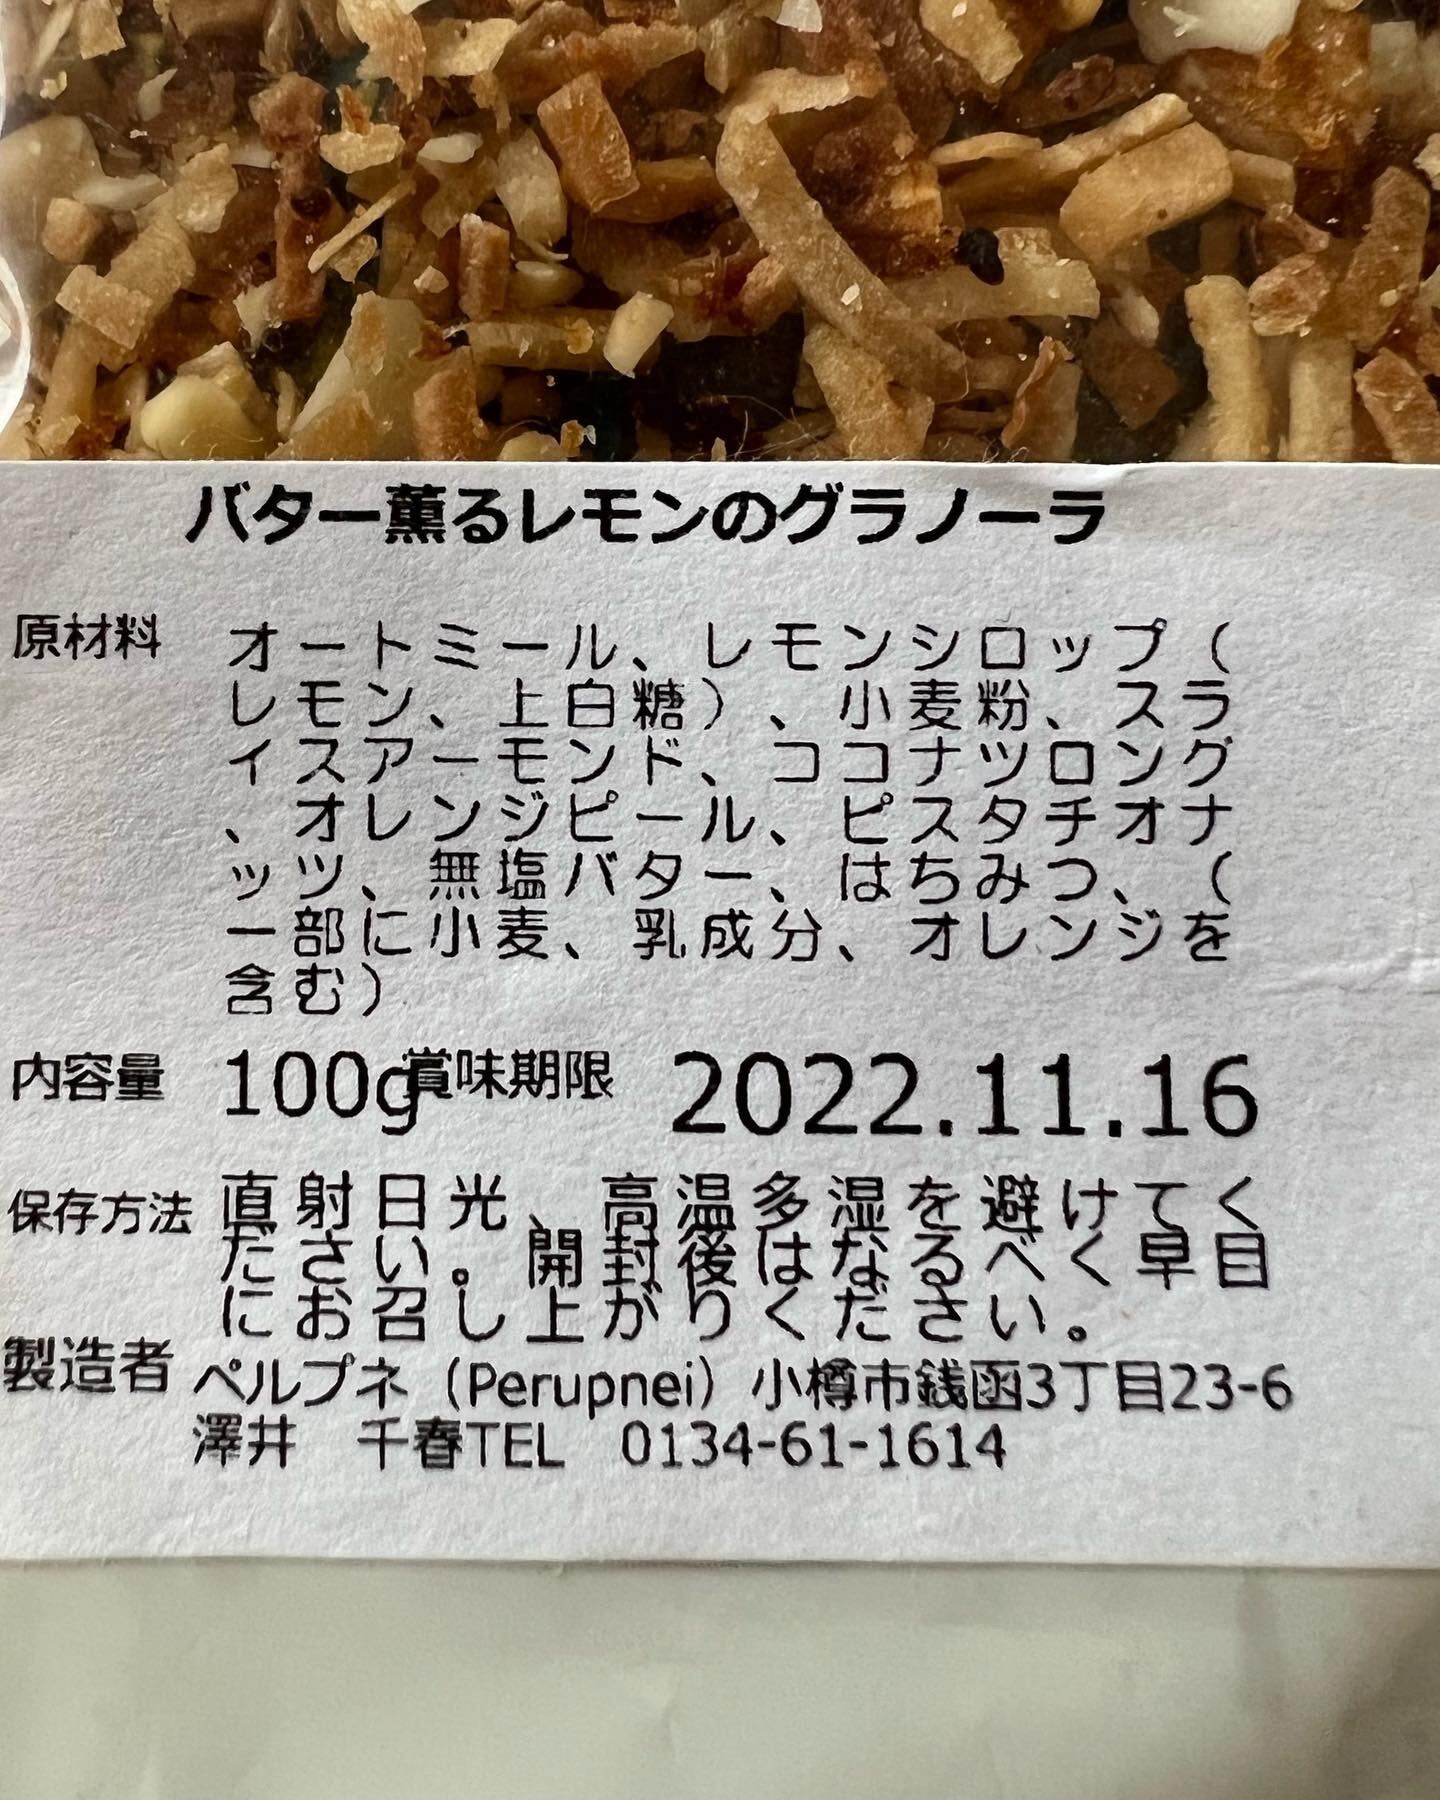 バター薫るレモンのグラノーラ
原材料 オートミール、レモンシロップ（
レモン、上白糖）、小麦粉、スラ
イスアーモンド、ココナツロング
、オレンジピール、ピスタチオナ
ッツ、無塩バター、はちみつ、（
一部に小麦、乳成分、オレンジを
含む）
内容量 100g賞味期限 2022.11.16
保存方法 直射日光、高温多湿を避けてく
ださい。開封後はなるべく早目
にお召し上がりください。
製造者 ペルプネ（Perupnei）小樽市銭函3丁目23-6
澤井　千春TEL　0134-61-1614